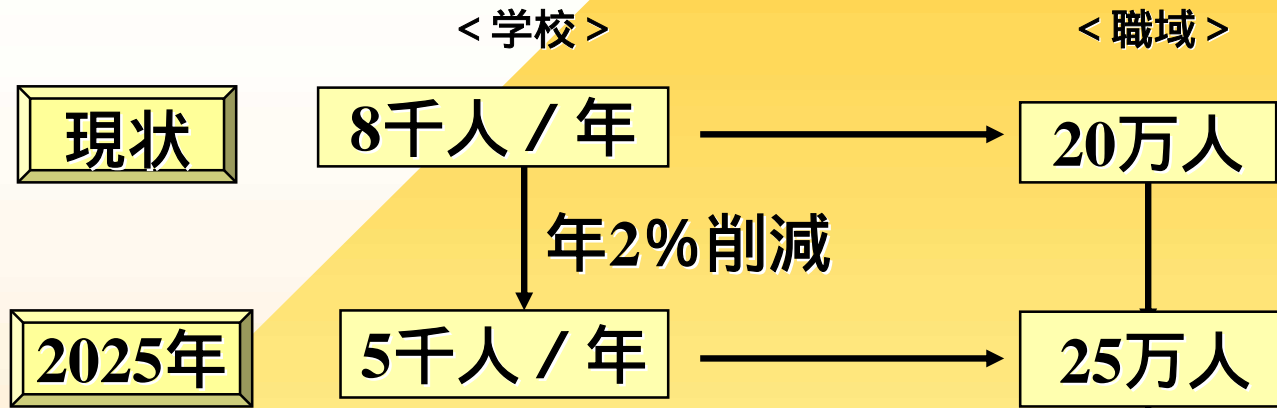 <学校>
<職域>
現状
8千人/年
20万人
年2%削減
2025年
5千人/年
25万人